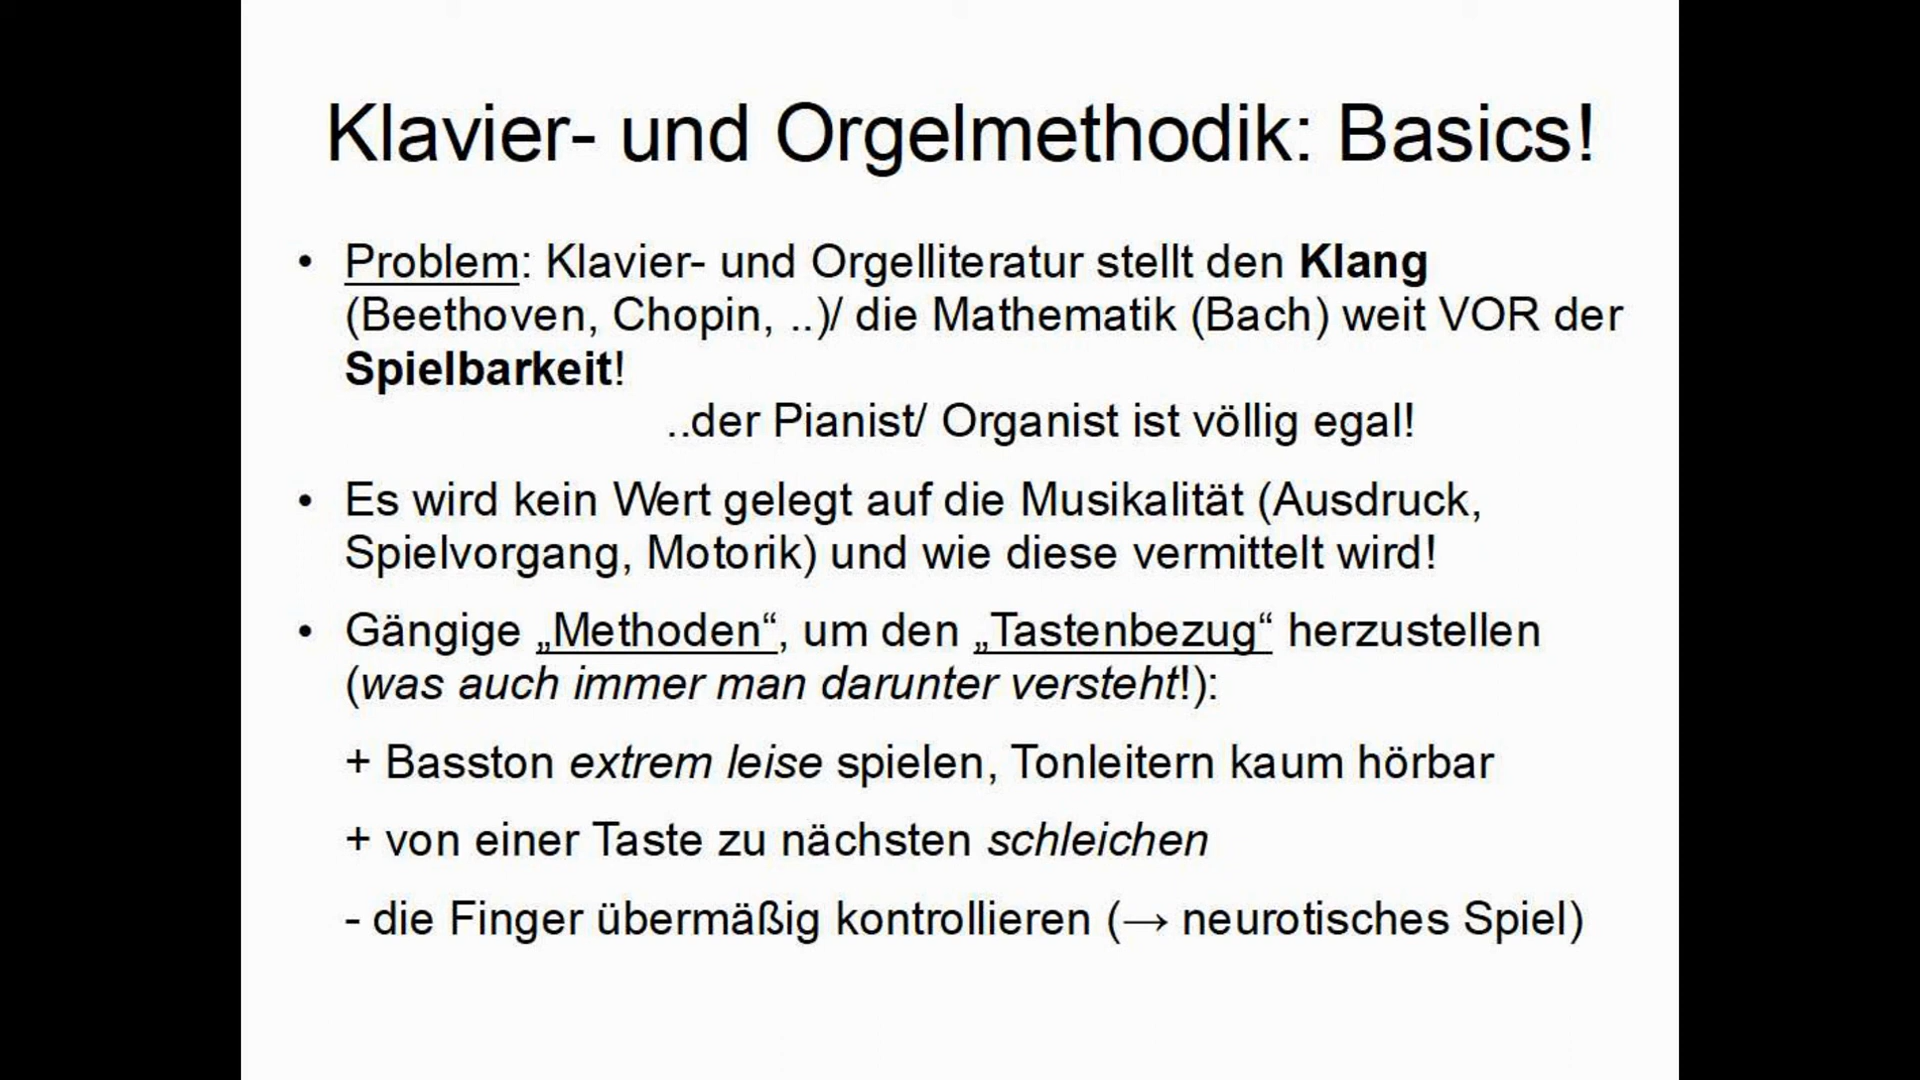 Klavier- und Orgelmethodik: Basics!
• Problem: Klavier- und Orgelliteratur stellt den Klang
(Beethoven, Chopin, ..)/ die Mathematik (Bach) weit VOR der
Spielbarkeit!
..der Pianist/ Organist ist völlig egal!
• Es wird kein Wert gelegt auf die Musikalität (Ausdruck,
Spielvorgang, Motorik) und wie diese vermittelt wird!
• Gängige „Methoden“, um den „Tastenbezug“ herzustellen
(was auch immer man darunter versteht!):
+ Basston extrem leise spielen, Tonleitern kaum hörbar
+ von einer Taste zu nächsten schleichen
- die Finger übermäßig kontrollieren (→ neurotisches Spiel)